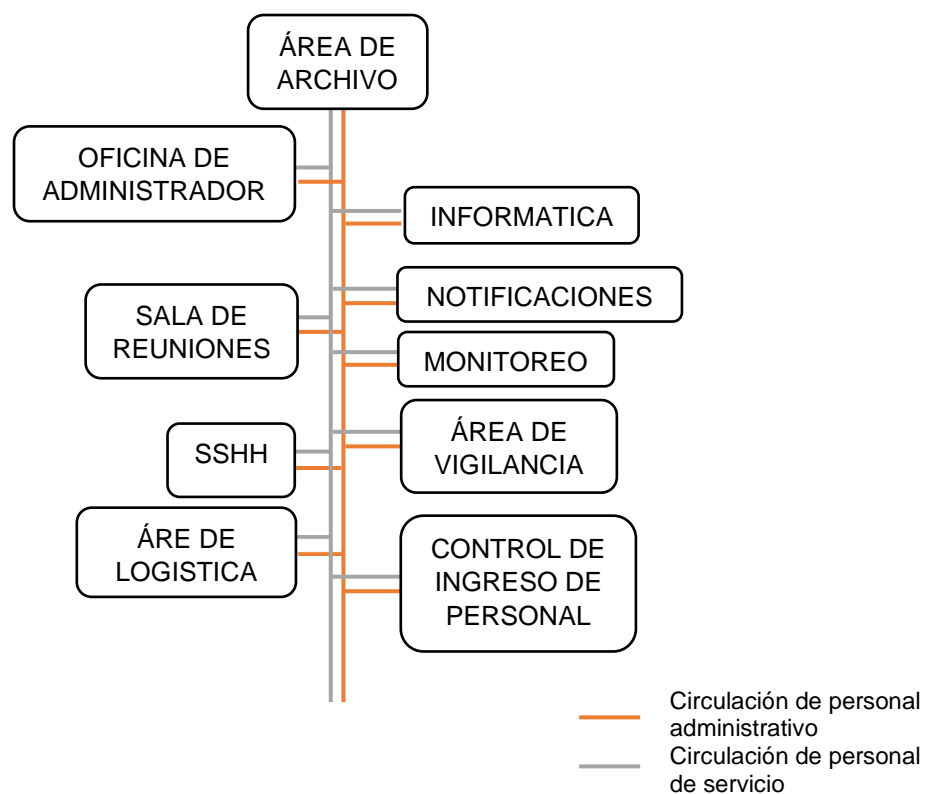 ÁREA DE
ARCHIVO
OFICINA DE
ADMINISTRADOR
INFORMATICA
NOTIFICACIONES
SALA DE
REUNIONES
MONITOREO
ÁREA DE
VIGILANCIA
SSHH
ÁRE DE
LOGISTICA
CONTROL DE
INGRESO DE
PERSONAL
Circulación de personal
administrativo
Circulación de personal
de servicio